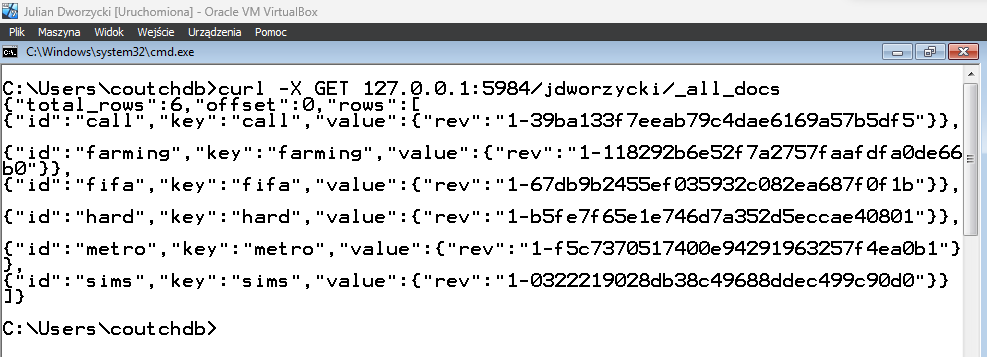 Julian Dworzycki [Uruchomiona] - Oracle VM VirtualBox
Plik Maszyna Widok Wejście Urządzenia Pomoc
C:\Windows\system32\cmd.exe
C:\Users\coutchdb>curl -X GET 127.0.0.1:5984/jdworzycki/_all_docs
{"total_rows":6,"offset":0,"rows":[
{"id":"call","key":"call","value":{"rev":"1-39ba133f7eeab79c4dae6169a57b5df5"}},
{"id":"farming","key":"farming","value":{"rev":"1-118292b6e52f7a2757faafdfa0de66
b0"}},
{"id":"fifa","key":"fifa","value":{"rev":"1-67db9b2455ef035932c082ea687f0f1b"}},
{"id":"hard","key":"hard","value":{"rev":"1-b5fe7f65e1e746d7a352d5eccae40801"}},
{"id":"metro","key":"metro","value":{"rev":"1-f5c7370517400e94291963257f4ea0b1"}
},
{"id":"sims","key":"sims","value":{"rev":"1-0322219028db38c49688ddec499c90d0"}}
]}
C:\Users\coutchdb>